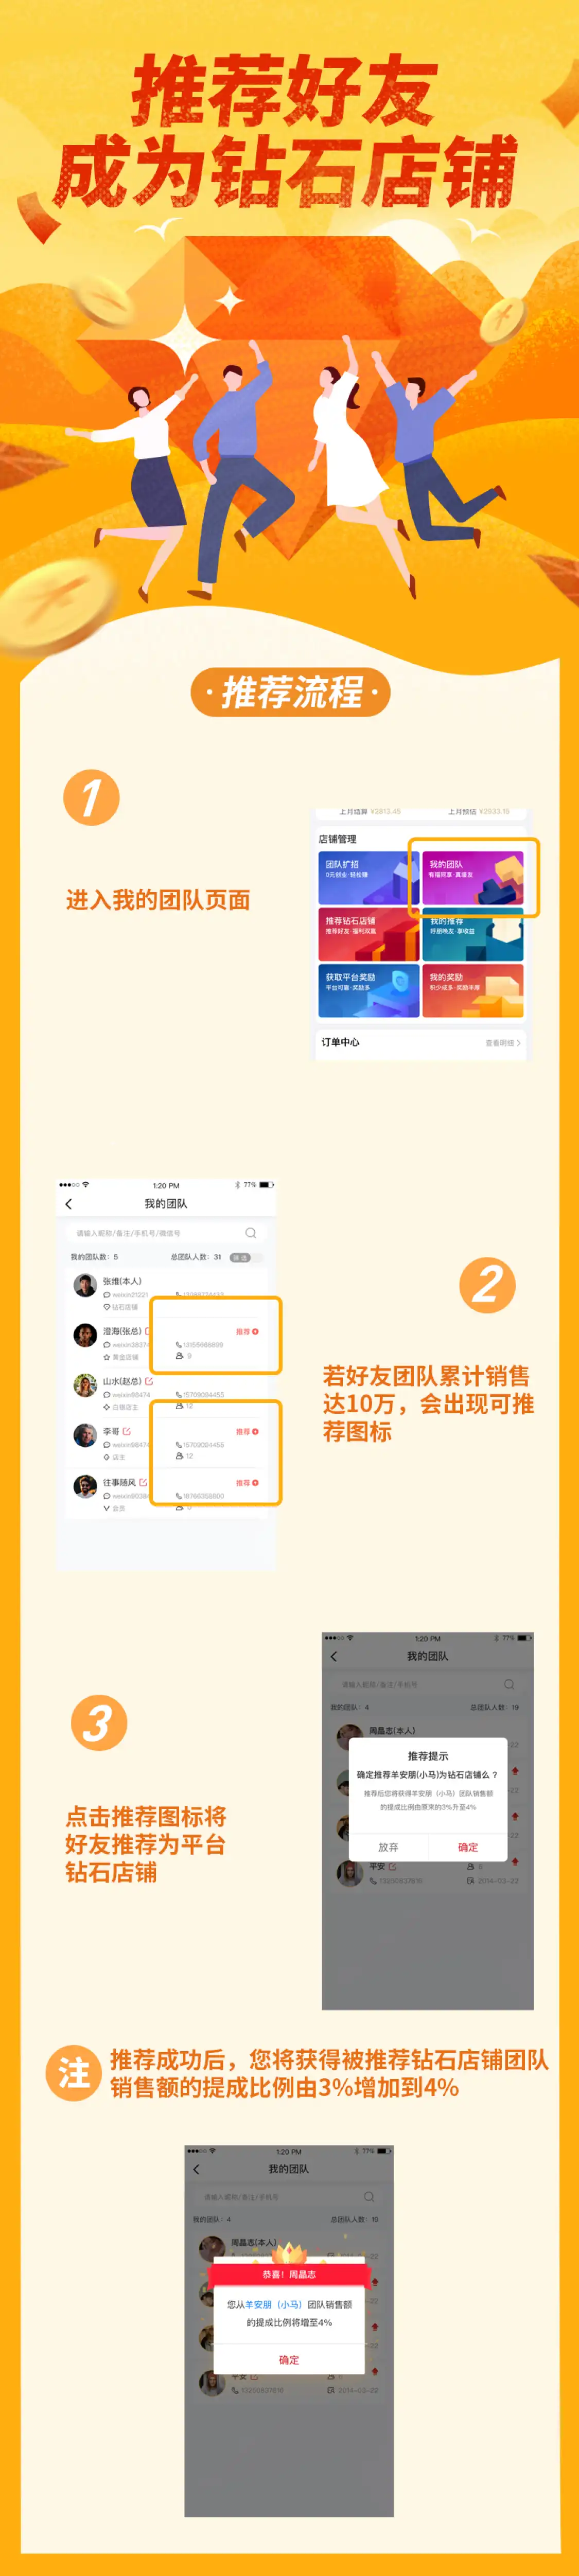 推荐好友
成为钻石店铺
·推荐流程·
1
进入我的团队页面
上月结算 ¥2813.45 上月预估 ¥2033.15
店铺管理
团队扩招 我的团队
0元创业·轻松赚 有福同享·真谁友
推荐钻石店铺 我的推荐
推荐好友·福利双赢 呼朋唤友·享收益
获取平台奖励 我的奖励
平台可靠·奖励多 积少成多·奖励丰厚
订单中心 查看明细
1:20 PM 77%
我的团队
请输入昵称/备注/手机号/微信号
我的团队数：5 总团队人数：31 筛选
张维(本人)
weixin21221
钻石店铺
澄海(张总) 推荐
13155668899
黄金店铺 9
山水(赵总)
weixin98474 15709094455
白银店主 12
李哥 推荐
15709094455
店主 12
往事随风 推荐
会员 0
2
若好友团队累计销售
达10万，会出现可推
荐图标
3
点击推荐图标将
好友推荐为平台
钻石店铺
1:20 PM 77%
我的团队
请输入昵称/备注/手机号
我的团队：4 总团队人数：19
周晶志(本人)
推荐提示
确定推荐羊安朋(小马)为钻石店铺么？
推荐后您将获得羊安朋（小马）团队销售额
的提成比例由原来的3%升至4%
放弃 确定
平安 6
13250837616 2014-03-22
注
推荐成功后，您将获得被推荐钻石店铺团队
销售额的提成比例由3%增加到4%
1:20 PM 77%
我的团队
请输入昵称/备注/手机号
我的团队：4 总团队人数：19
周晶志(本人)
恭喜！周晶志
您从羊安朋（小马）团队销售额
的提成比例将增至4%
确定
平安
13250837616 2014-03-22